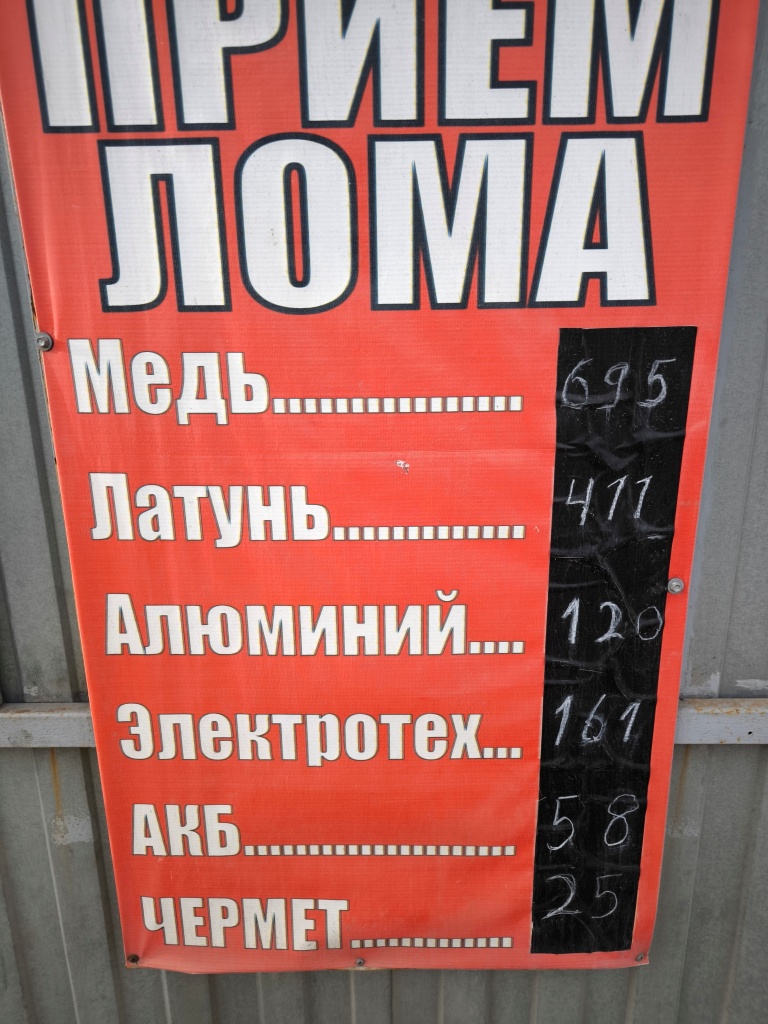 ПРИЕМ
ЛОМА
Медь................ 695
Латунь............. 411
Алюминий.... 120
Электротех... 161
АКБ...................... 58
ЧЕРМЕТ............. 25